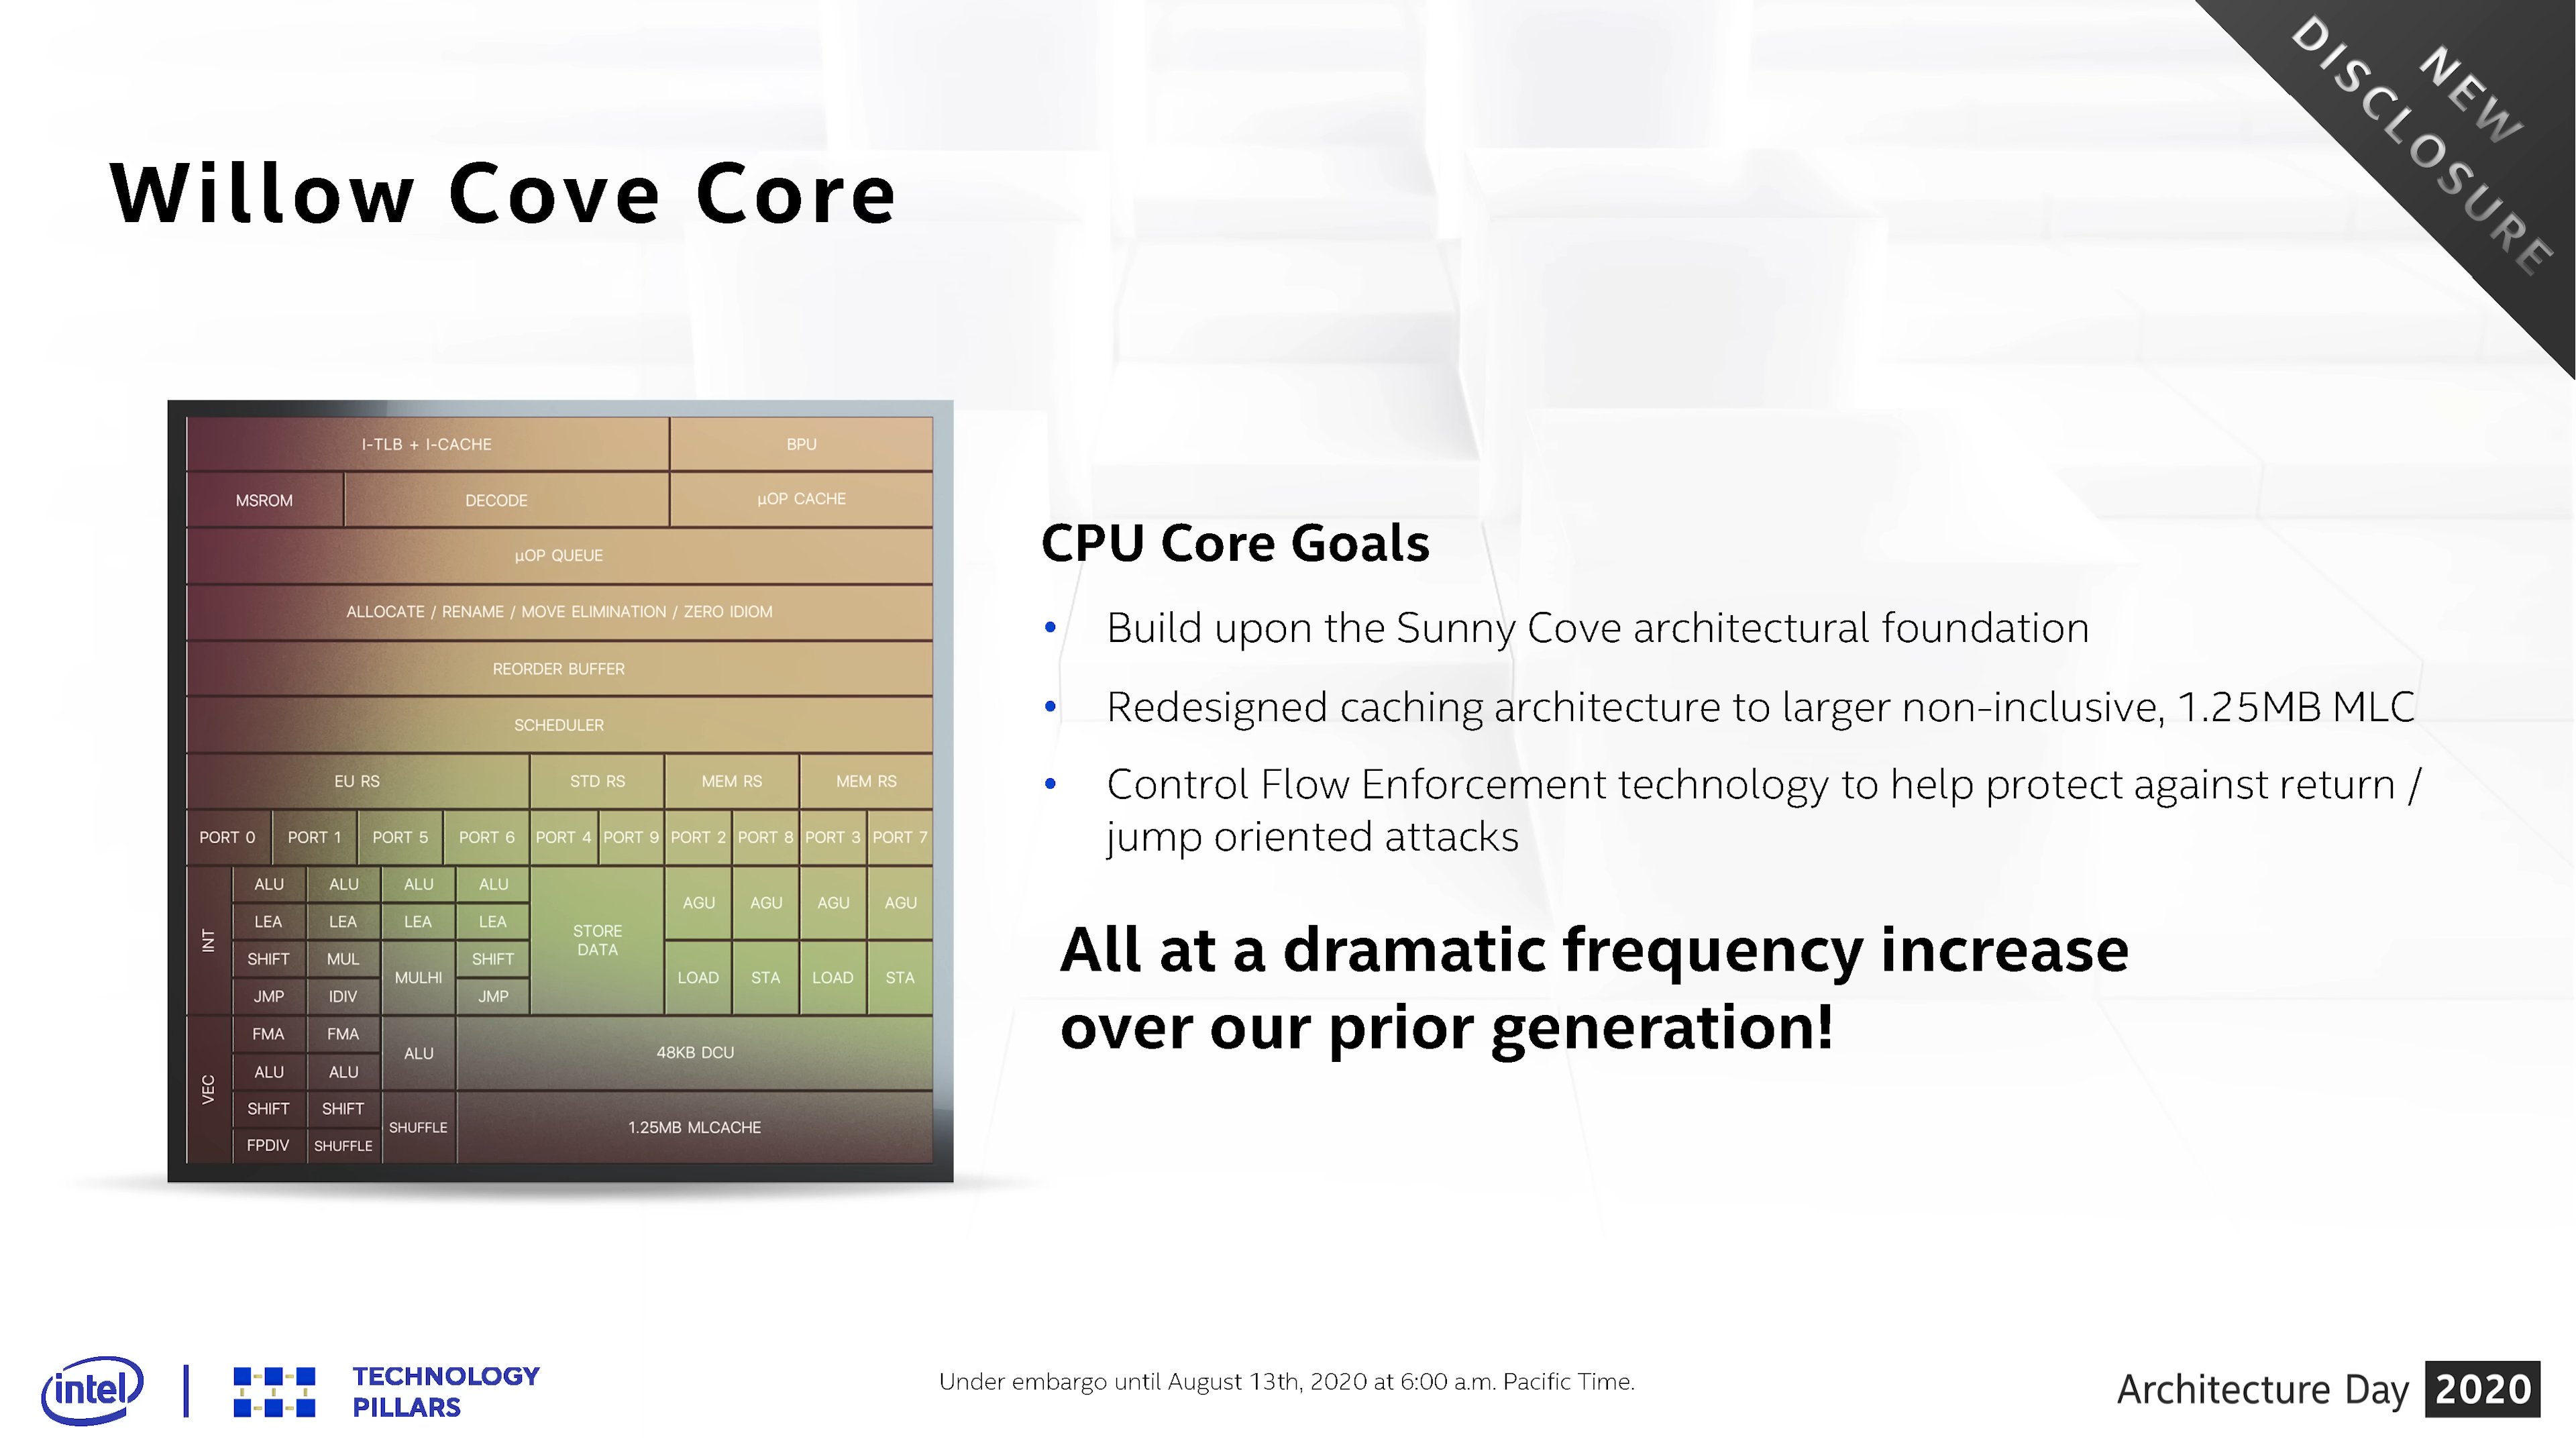 NEW
DISCLOSURE
Willow Cove Core
I-TLB + I-CACHE BPU
MSROM DECODE µOP CACHE
µOP QUEUE
ALLOCATE / RENAME / MOVE ELIMINATION / ZERO IDIOM
REORDER BUFFER
SCHEDULER
EU RS STD RS MEM RS MEM RS
PORT 0 PORT 1 PORT 5 PORT 6 PORT 4 PORT 9 PORT 2 PORT 8 PORT 3 PORT 7
INT
ALU ALU ALU ALU
LEA LEA LEA LEA
SHIFT MUL MULHI SHIFT
JMP IDIV JMP
STORE
DATA
AGU AGU AGU AGU
LOAD STA LOAD STA
VEC
FMA FMA ALU
ALU ALU
SHIFT SHIFT SHUFFLE
FPDIV SHUFFLE
48KB DCU
1.25MB MLCACHE
CPU Core Goals
• Build upon the Sunny Cove architectural foundation
• Redesigned caching architecture to larger non-inclusive, 1.25MB MLC
• Control Flow Enforcement technology to help protect against return /
jump oriented attacks
All at a dramatic frequency increase
over our prior generation!
intel
TECHNOLOGY
PILLARS
Under embargo until August 13th, 2020 at 6:00 a.m. Pacific Time.
Architecture Day 2020